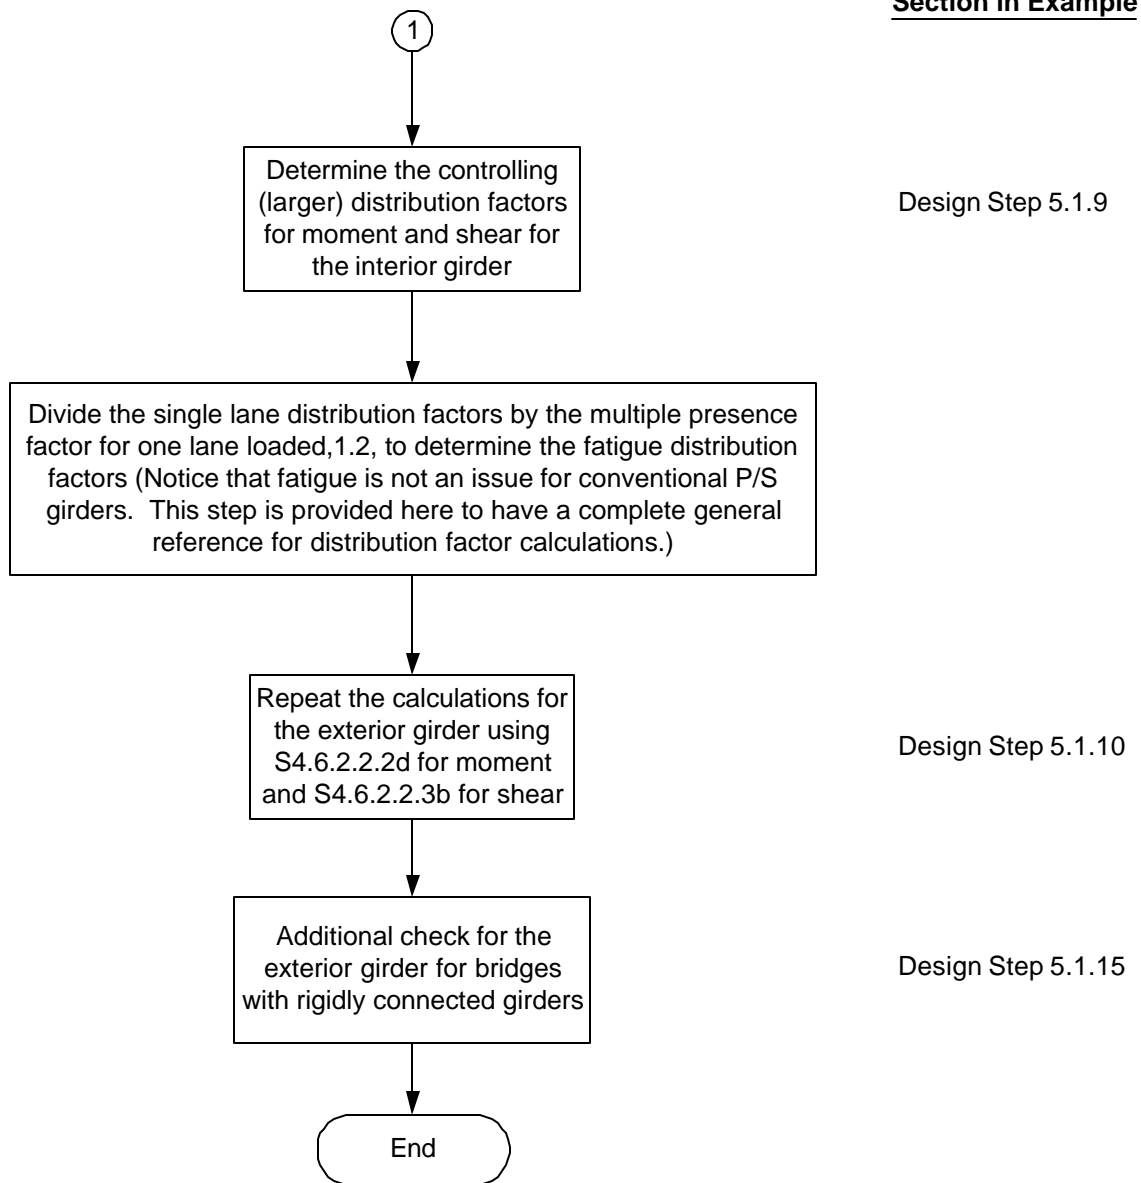 Section in Example
1
Determine the controlling
(larger) distribution factors
for moment and shear for
the interior girder
Design Step 5.1.9
Divide the single lane distribution factors by the multiple presence
factor for one lane loaded,1.2, to determine the fatigue distribution
factors (Notice that fatigue is not an issue for conventional P/S
girders.  This step is provided here to have a complete general
reference for distribution factor calculations.)
Repeat the calculations for
the exterior girder using
S4.6.2.2.2d for moment
and S4.6.2.2.3b for shear
Design Step 5.1.10
Additional check for the
exterior girder for bridges
with rigidly connected girders
Design Step 5.1.15
End